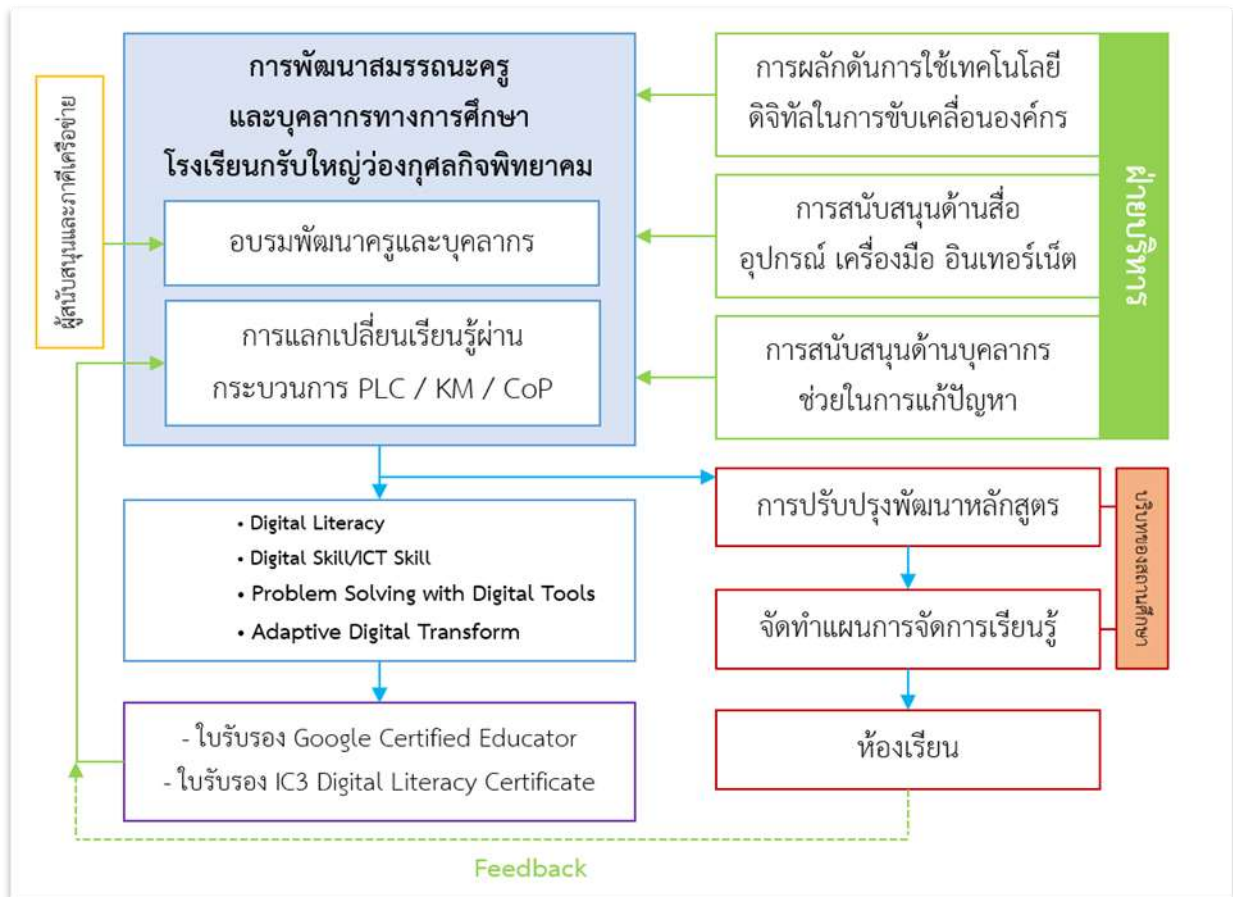 การพัฒนาสมรรถนะครู
และบุคลากรทางการศึกษา
โรงเรียนกรับใหญ่ว่องกุศลกิจพิทยาคม
อบรมพัฒนาครูและบุคลากร
การแลกเปลี่ยนเรียนรู้ผ่าน
กระบวนการ PLC / KM / CoP
ผู้สนับสนุนและภาคีเครือข่าย
การผลักดันการใช้เทคโนโลยี
ดิจิทัลในการขับเคลื่อนองค์กร
การสนับสนุนด้านสื่อ
อุปกรณ์ เครื่องมือ อินเทอร์เน็ต
การสนับสนุนด้านบุคลากร
ช่วยในการแก้ปัญหา
ฝ่ายบริหาร
• Digital Literacy
• Digital Skill/ICT Skill
• Problem Solving with Digital Tools
• Adaptive Digital Transform
- ใบรับรอง Google Certified Educator
- ใบรับรอง IC3 Digital Literacy Certificate
การปรับปรุงพัฒนาหลักสูตร
จัดทำแผนการจัดการเรียนรู้
ห้องเรียน
บริบทของสถานศึกษา
Feedback